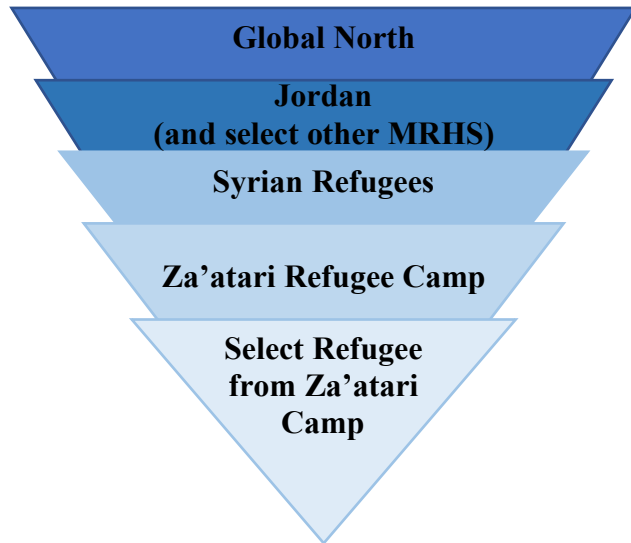 Global North
Jordan
(and select other MRHS)
Syrian Refugees
Za’atari Refugee Camp
Select Refugee
from Za’atari
Camp